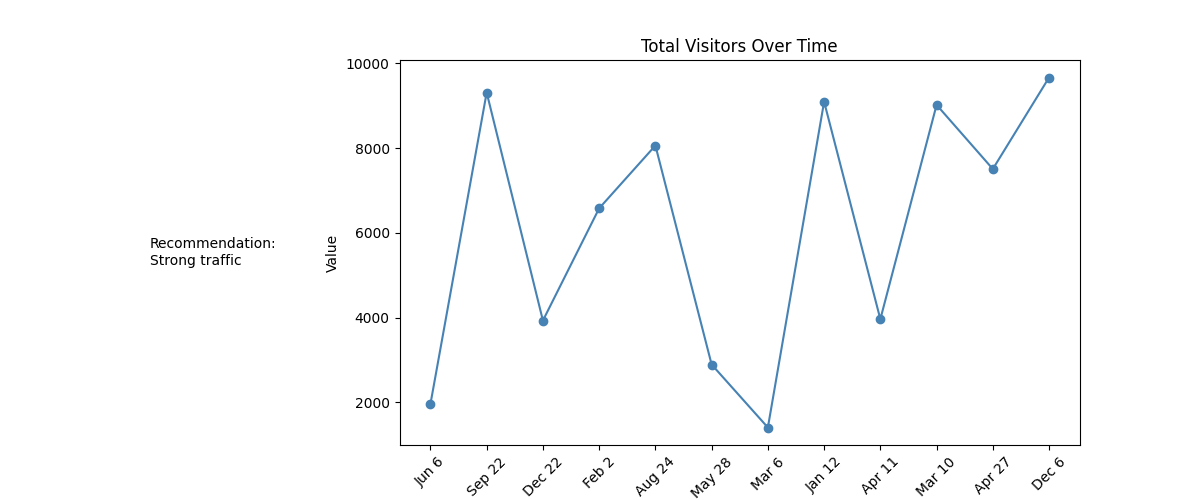 Total Visitors Over Time
Recommendation:
Strong traffic
Value
10000
8000
6000
4000
2000
Jun 6
Sep 22
Dec 22
Feb 2
Aug 24
May 28
Mar 6
Jan 12
Apr 11
Mar 10
Apr 27
Dec 6